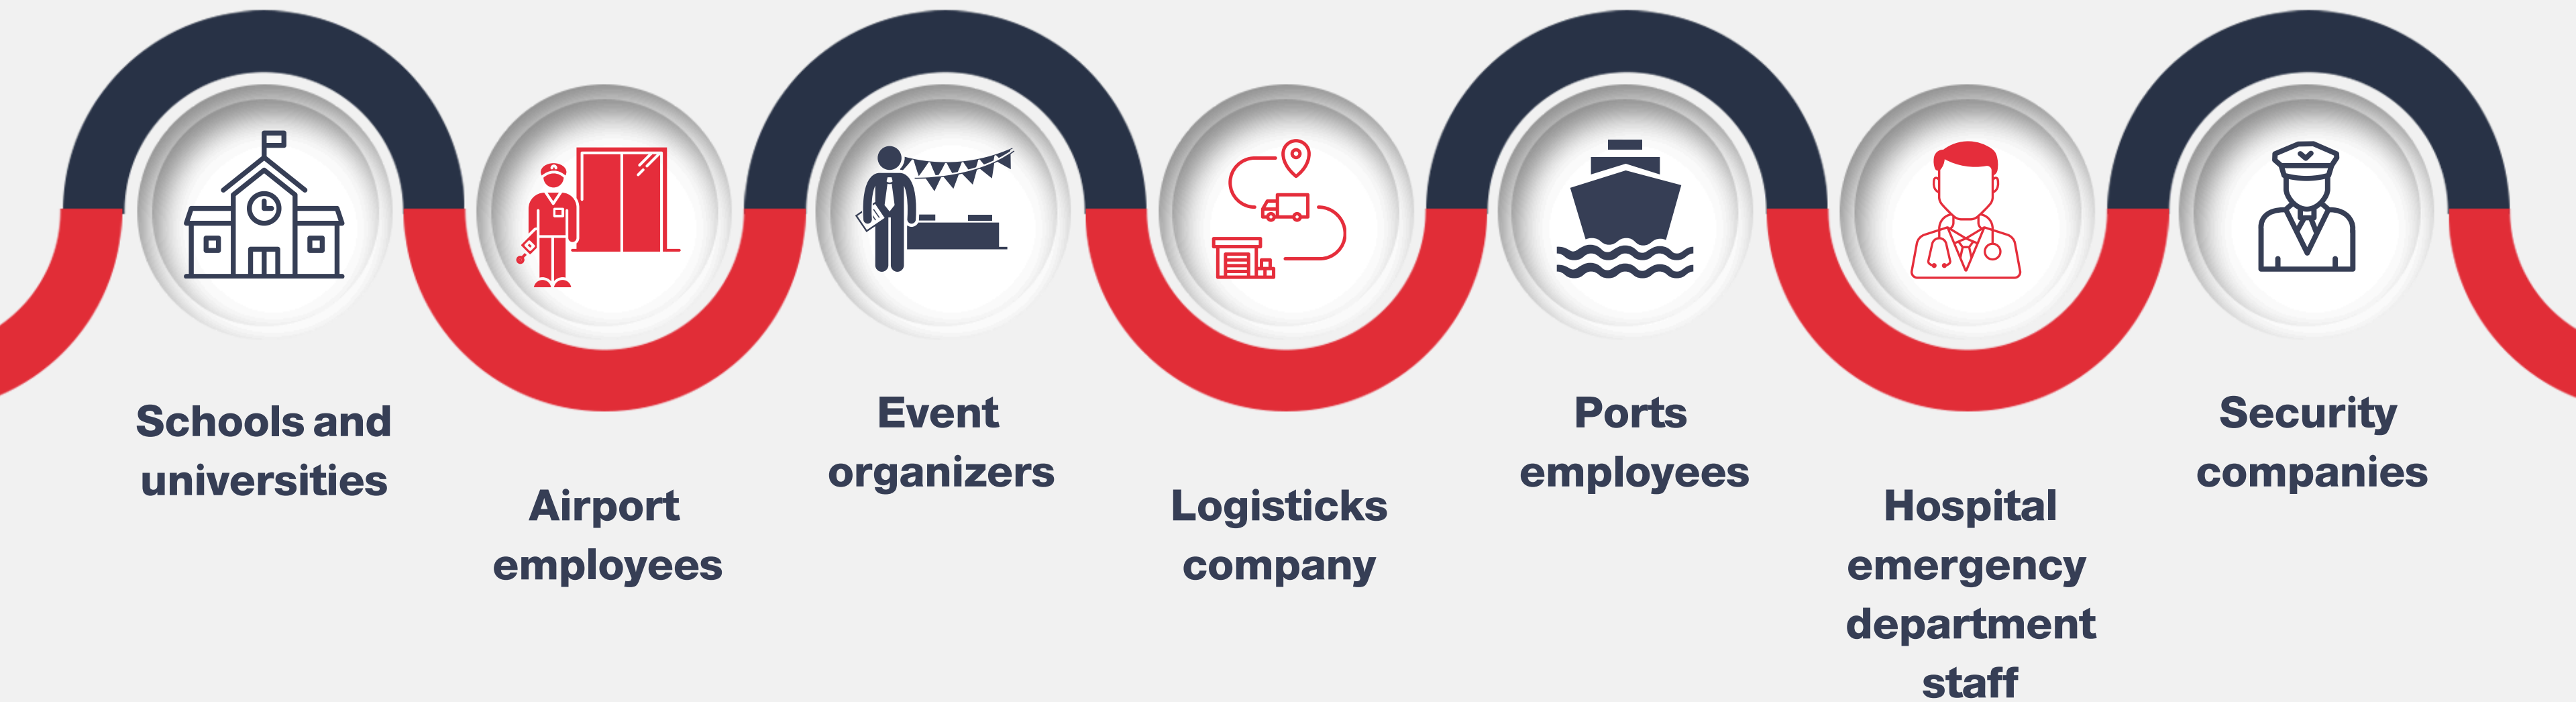 Schools and
universities
Airport
employees
Event
organizers
Logisticks
company
Ports
employees
Hospital
emergency
department
staff
Security
companies